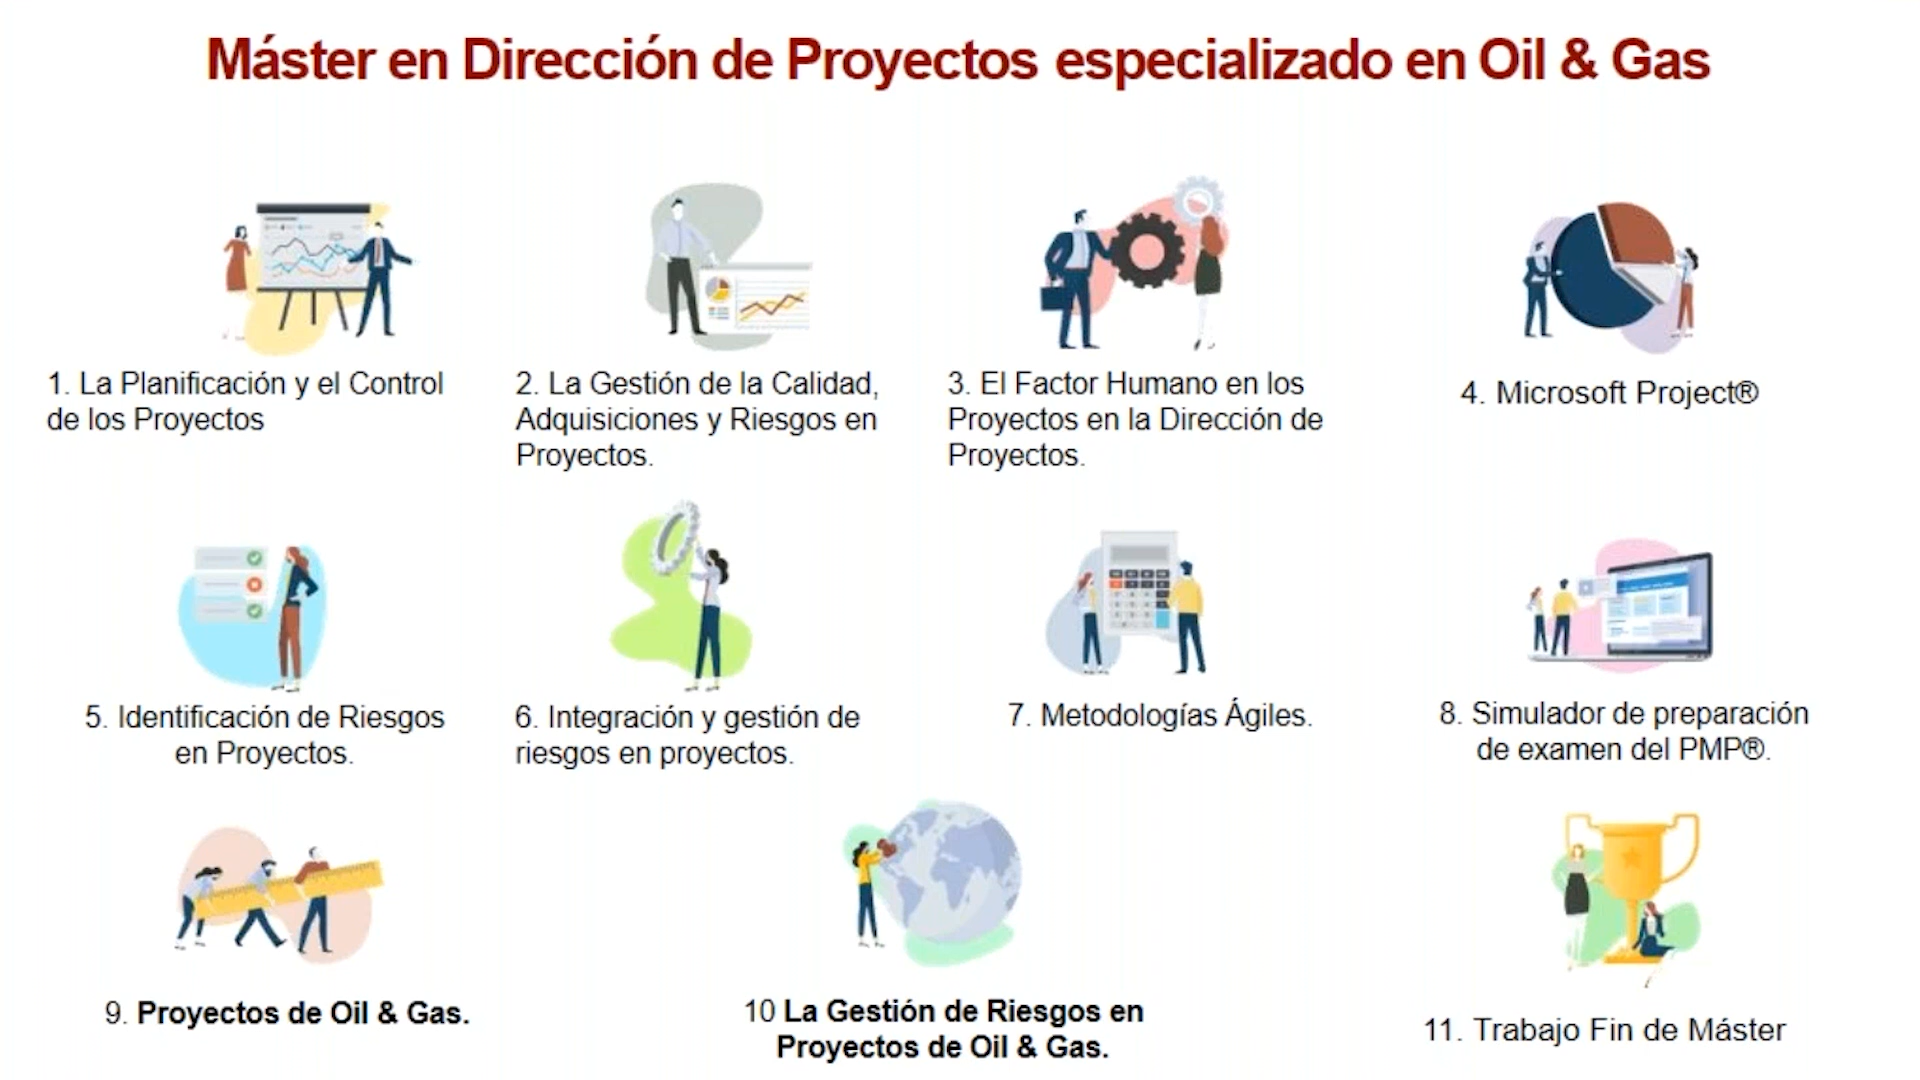 Máster en Dirección de Proyectos especializado en Oil & Gas
1. La Planificación y el Control
de los Proyectos
2. La Gestión de la Calidad,
Adquisiciones y Riesgos en
Proyectos.
3. El Factor Humano en los
Proyectos en la Dirección de
Proyectos.
4. Microsoft Project®
5. Identificación de Riesgos
en Proyectos.
6. Integración y gestión de
riesgos en proyectos.
7. Metodologías Ágiles.
8. Simulador de preparación
de examen del PMP®.
9. Proyectos de Oil & Gas.
10 La Gestión de Riesgos en
Proyectos de Oil & Gas.
11. Trabajo Fin de Máster